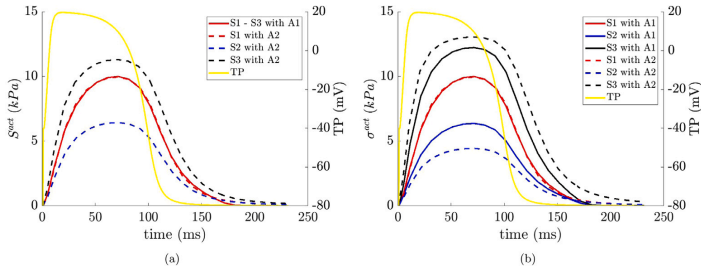 15
10
5
0
S^act (kPa)
20
0
-20
-40
-60
-80
TP (mV)
S1 - S3 with A1
S1 with A2
S2 with A2
S3 with A2
TP
0 50 100 150 200 250
time (ms)
(a)
15
10
5
0
σ^act (kPa)
20
0
-20
-40
-60
-80
TP (mV)
S1 with A1
S2 with A1
S3 with A1
S1 with A2
S2 with A2
S3 with A2
TP
0 50 100 150 200 250
time (ms)
(b)